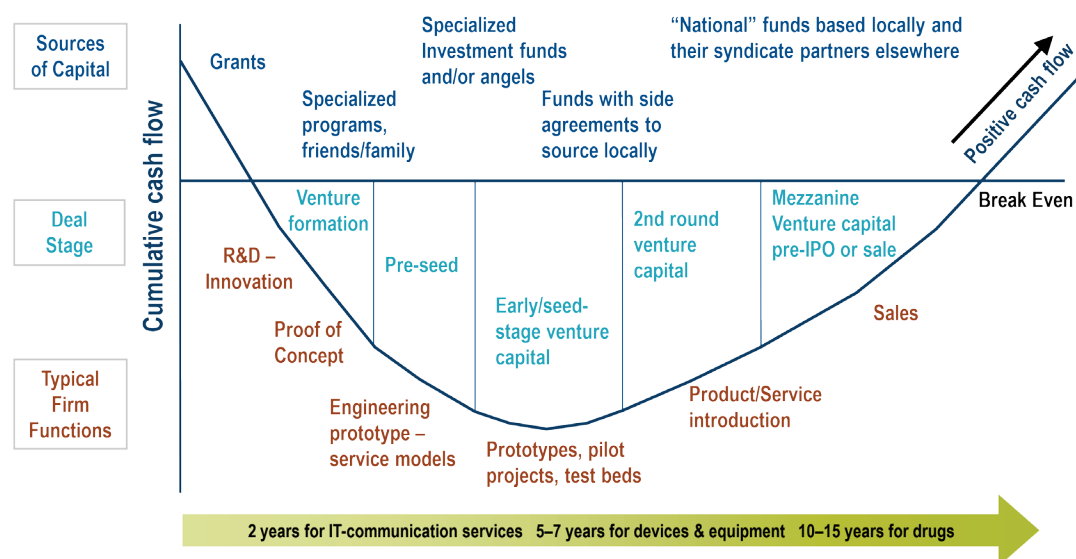 Sources
of Capital
Grants
Specialized
programs,
friends/family
Specialized
Investment funds
and/or angels
Funds with side
agreements to
source locally
“National” funds based locally and
their syndicate partners elsewhere
Positive cash flow
Cumulative cash flow
Break Even
Deal
Stage
Venture
formation
Pre-seed
Early/seed-
stage venture
capital
2nd round
venture
capital
Mezzanine
Venture capital
pre-IPO or sale
Typical
Firm
Functions
R&D –
Innovation
Proof of
Concept
Engineering
prototype –
service models
Prototypes, pilot
projects, test beds
Product/Service
introduction
Sales
2 years for IT-communication services 5–7 years for devices & equipment 10–15 years for drugs